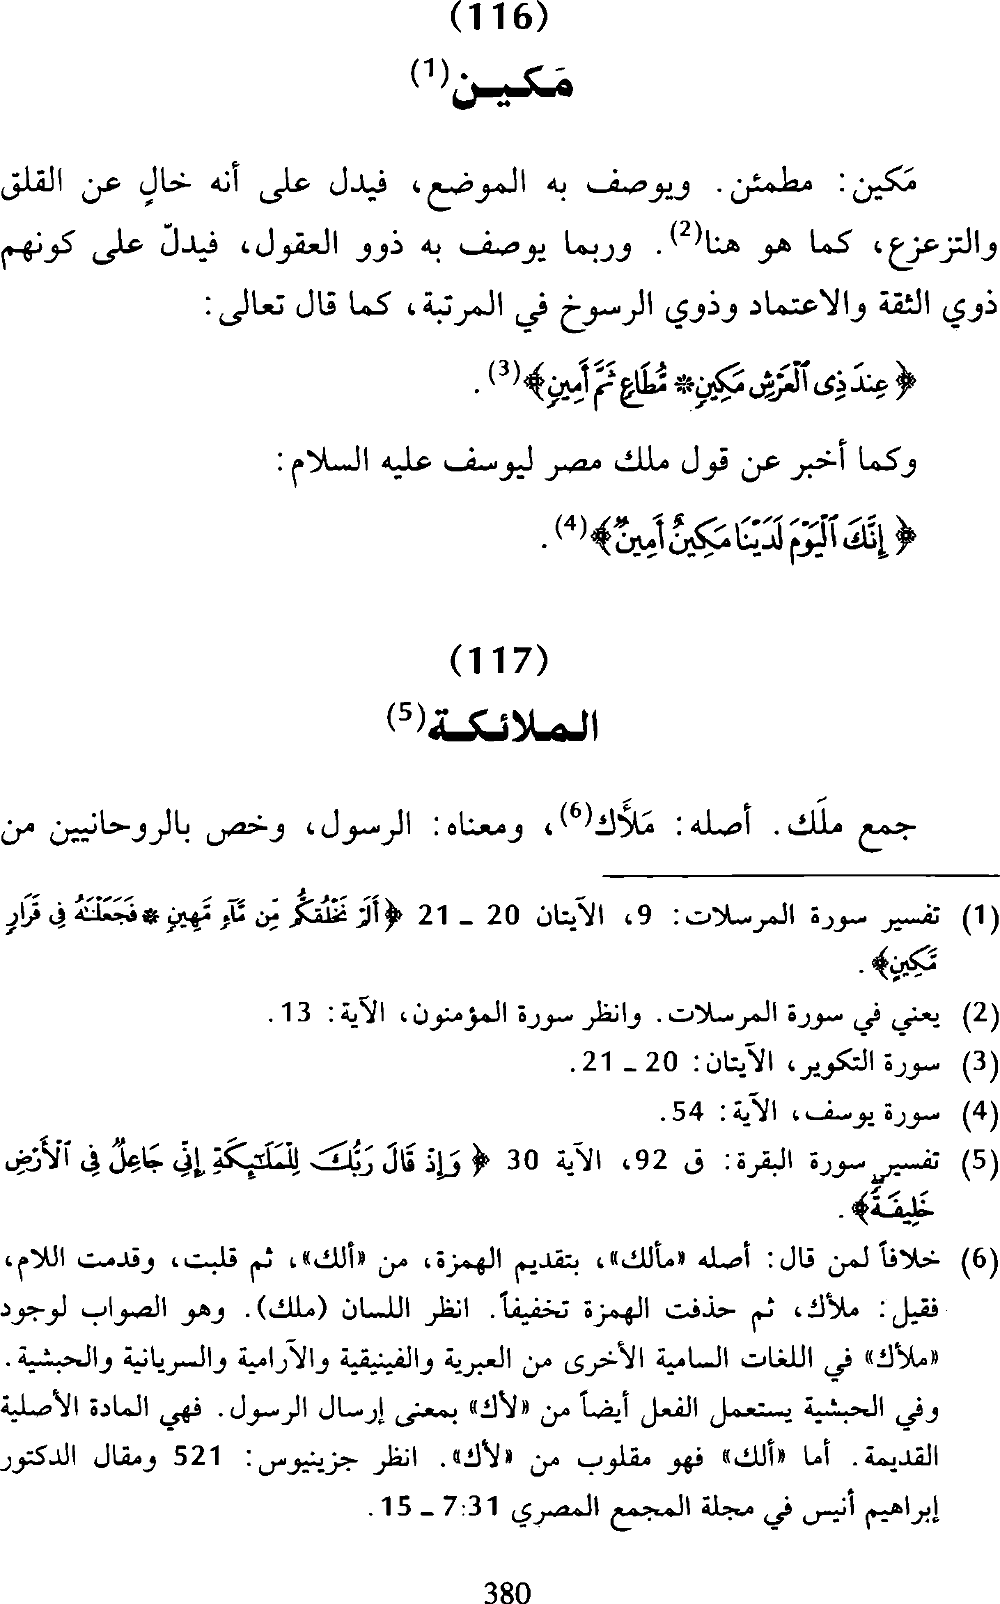 (116)
مَكيـن(1)
مَكين: مطمئن. ويوصف به الموضع، فيدل على أنه خالٍ عن القلق
والتزعزع، كما هو هنا(2). وربما يوصف به ذوو العقول، فيدلّ على كونهم
ذوي الثقة والاعتماد وذوي الرسوخ في المرتبة، كما قال تعالى:
﴿عِندَ ذِى ٱلْعَرْشِ مَكِينٍ * مُّطَاعٍ ثَمَّ أَمِينٍ﴾(3).
وكما أخبر عن قول ملك مصر ليوسف عليه السلام:
﴿إِنَّكَ ٱلْيَوْمَ لَدَيْنَا مَكِينٌ أَمِينٌ﴾(4).
(117)
الملائكة(5)
جمع ملَك. أصله: مَلأَك(6)، ومعناه: الرسول، وخص بالروحانيين من
(1) تفسير سورة المرسلات: 9، الآيتان 20 ـ 21 ﴿أَلَمْ نَخْلُقكُّم مِّن مَّآءٍ مَّهِينٍ * فَجَعَلْنَٰهُ فِى قَرَارٍ
مَّكِينٍ﴾.
(2) يعني في سورة المرسلات. وانظر سورة المؤمنون، الآية: 13.
(3) سورة التكوير، الآيتان: 20 ـ 21.
(4) سورة يوسف، الآية: 54.
(5) تفسير سورة البقرة: ق 92، الآية 30 ﴿وَإِذْ قَالَ رَبُّكَ لِلْمَلَٰٓئِكَةِ إِنِّى جَاعِلٌ فِى ٱلْأَرْضِ
خَلِيفَةً﴾.
(6) خلافاً لمن قال: أصله «مألك»، بتقديم الهمزة، من «ألك»، ثم قلبت، وقدمت اللام،
فقيل: ملأك، ثم حذفت الهمزة تخفيفاً. انظر اللسان (ملك). وهو الصواب لوجود
«ملأك» في اللغات السامية الأخرى من العبرية والفينيقية والآرامية والسريانية والحبشية.
وفي الحبشية يستعمل الفعل أيضاً من «لأك» بمعنى إرسال الرسول. فهي المادة الأصلية
القديمة. أما «ألك» فهو مقلوب من «لأك». انظر جزينيوس: 521 ومقال الدكتور
إبراهيم أنيس في مجلة المجمع المصري 7:31 ـ 15.
380